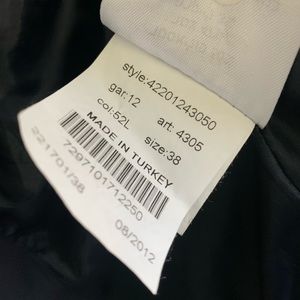 style:42201243050
gar:12
art: 4305
col:52L
size:38
MADE IN TURKEY
7297101712250
221701/38
08/2012